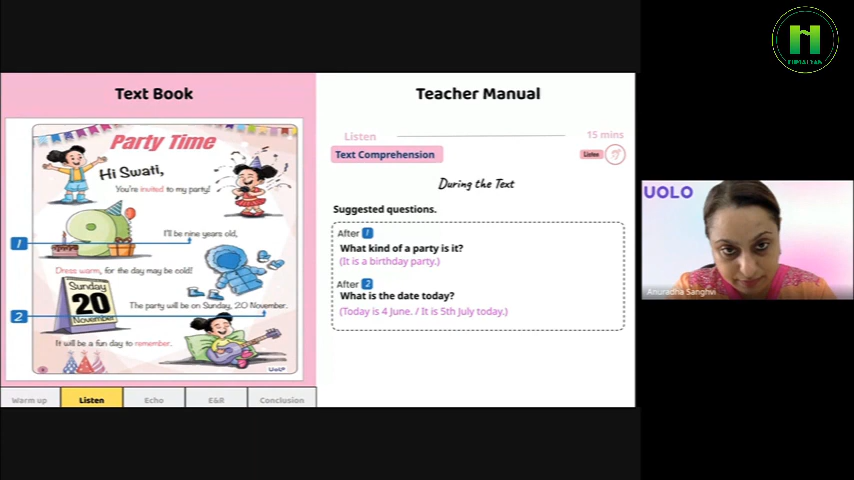 Text Book
Party Time
Hi Swati,
You're invited to my party!
9
I'll be nine years old,
1
Dress warm, for the day may be cold!
Sunday
20
November
The party will be on Sunday, 20 November.
2
It will be a fun day to remember.
UOLO
Warm up
Listen
Echo
E&R
Conclusion
Teacher Manual
Listen
15 mins
Text Comprehension
Listen
During the Text
Suggested questions.
After 1
What kind of a party is it?
(It is a birthday party.)
After 2
What is the date today?
(Today is 4 June. / It is 5th July today.)
UOLO
Anuradha Sanghvi